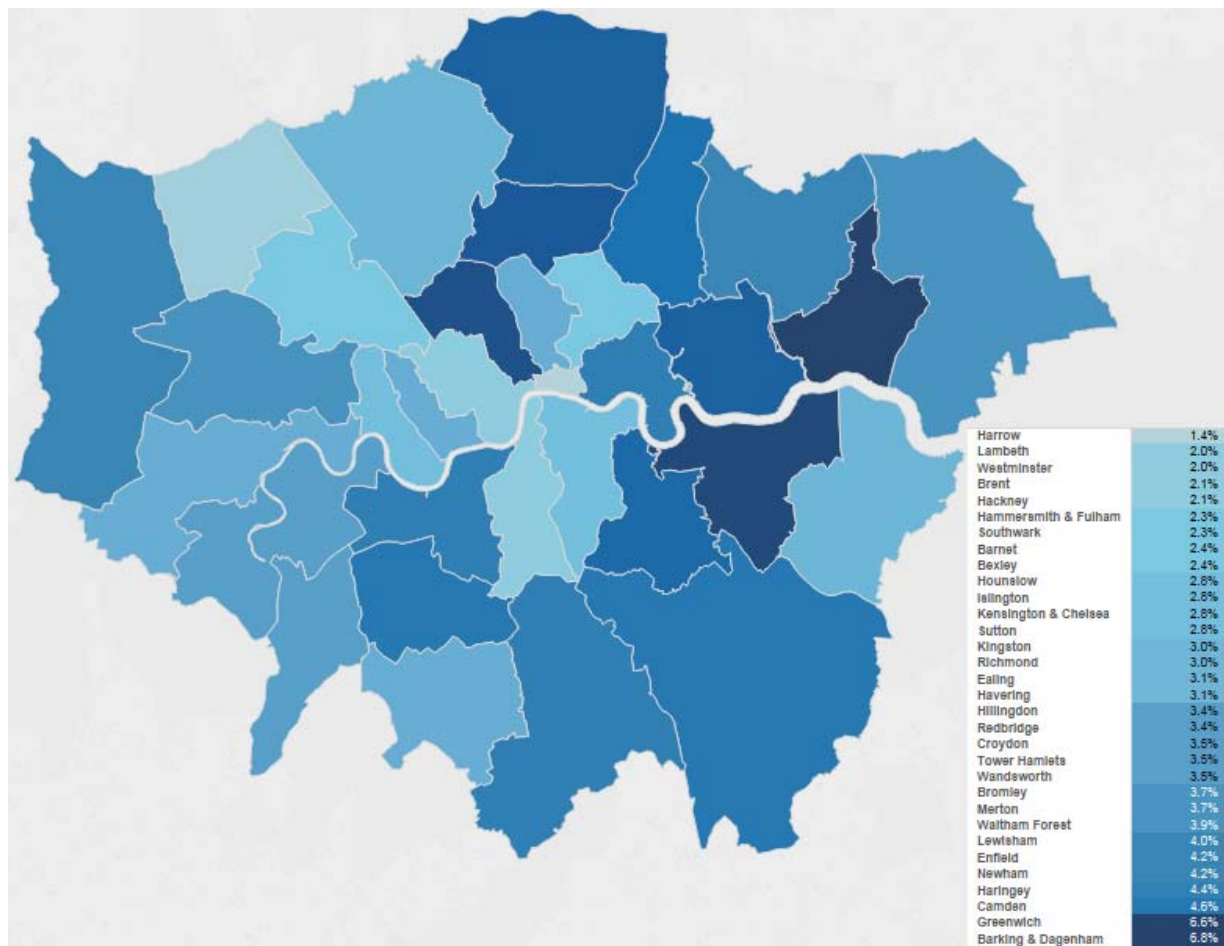 Harrow 1.4%
Lambeth 2.0%
Westminster 2.0%
Brent 2.1%
Hackney 2.1%
Hammersmith & Fulham 2.3%
Southwark 2.3%
Barnet 2.4%
Bexley 2.4%
Hounslow 2.8%
Islington 2.8%
Kensington & Chelsea 2.8%
Sutton 2.8%
Kingston 3.0%
Richmond 3.0%
Ealing 3.1%
Havering 3.1%
Hillingdon 3.4%
Redbridge 3.4%
Croydon 3.5%
Tower Hamlets 3.5%
Wandsworth 3.5%
Bromley 3.7%
Merton 3.7%
Waltham Forest 3.9%
Lewisham 4.0%
Enfield 4.2%
Newham 4.2%
Haringey 4.4%
Camden 4.6%
Greenwich 6.6%
Barking & Dagenham 6.8%